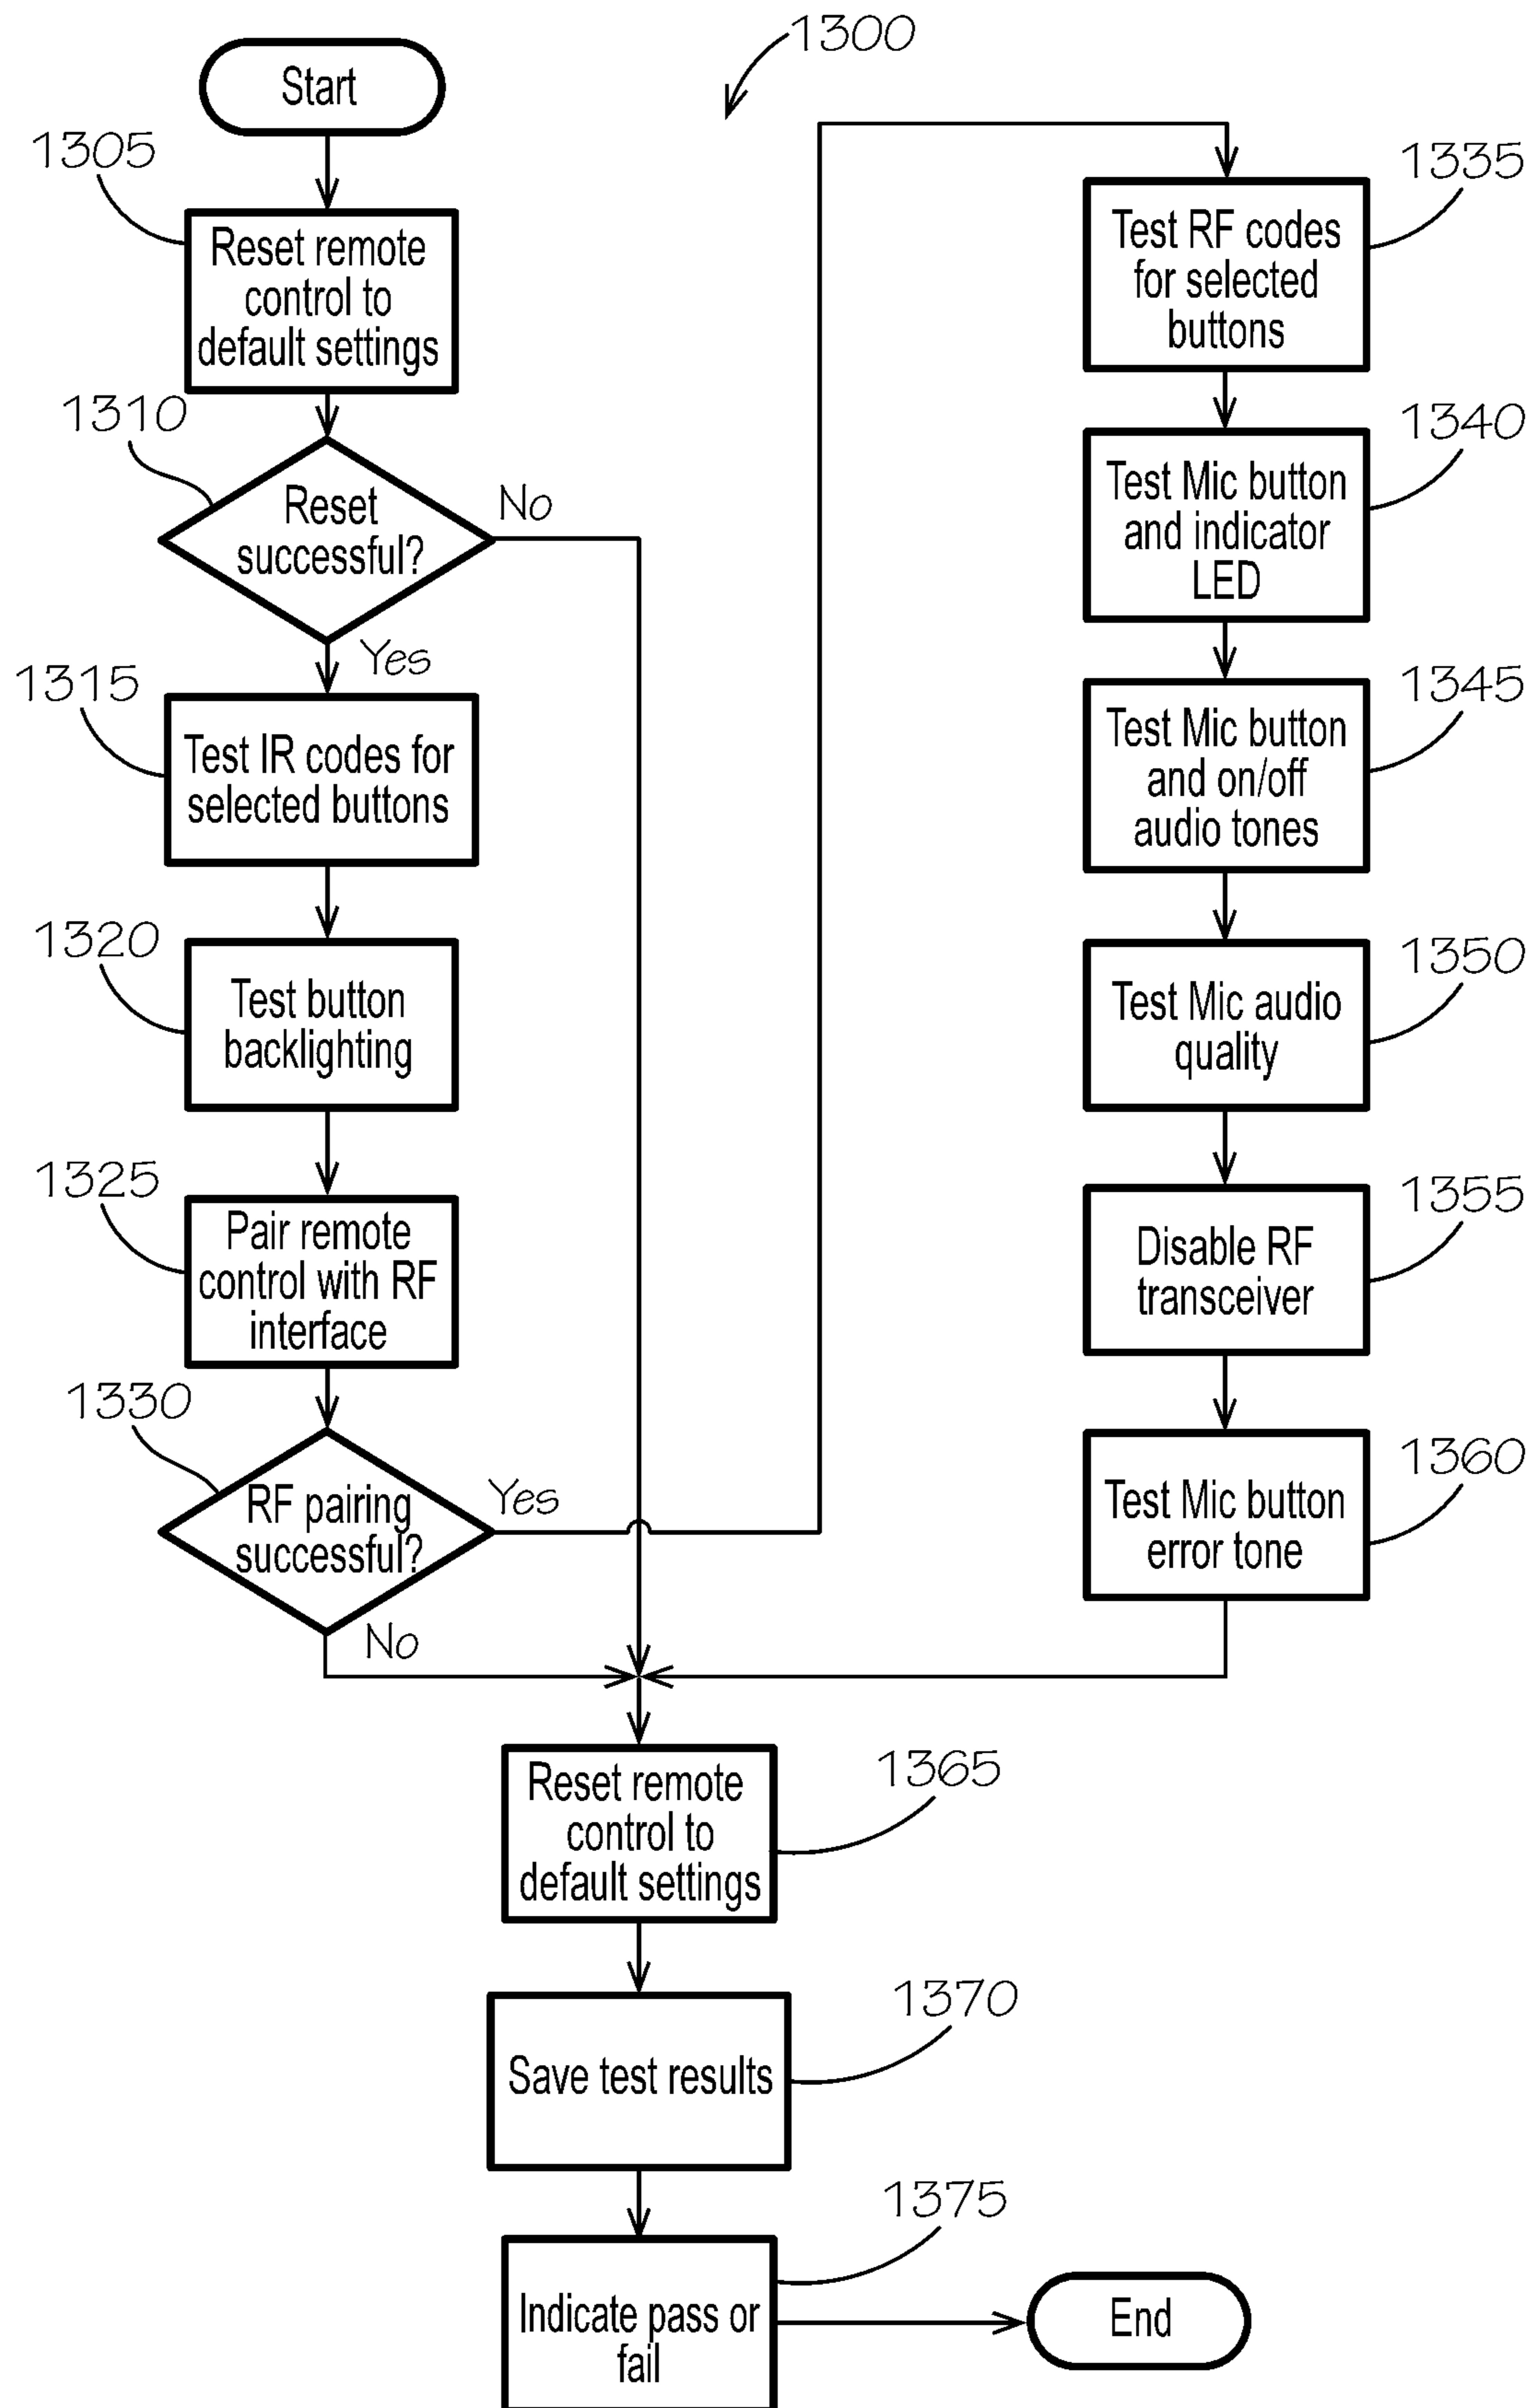 1300
Start
1305
Reset remote
control to
default settings
1310
Reset
successful?
No
Yes
1315
Test IR codes for
selected buttons
1320
Test button
backlighting
1325
Pair remote
control with RF
interface
1330
RF pairing
successful?
Yes
No
1335
Test RF codes
for selected
buttons
1340
Test Mic button
and indicator
LED
1345
Test Mic button
and on/off
audio tones
1350
Test Mic audio
quality
1355
Disable RF
transceiver
1360
Test Mic button
error tone
1365
Reset remote
control to
default settings
1370
Save test results
1375
Indicate pass or
fail
End